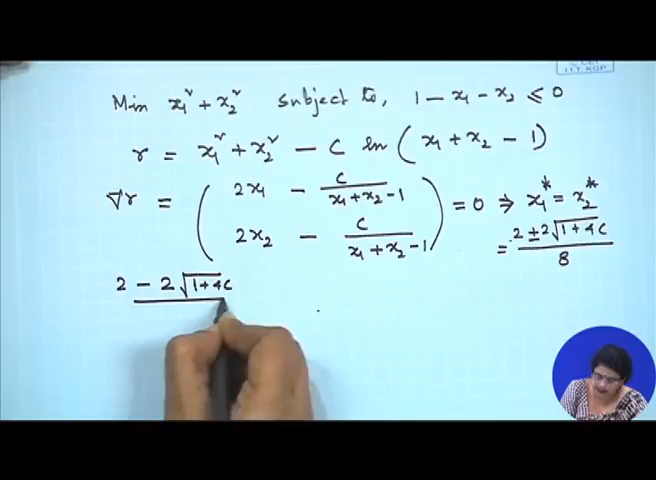 I.I.T. KGP
Min x₁² + x₂² subject to, 1 - x₁ - x₂ ≤ 0
r = x₁² + x₂² - C ln (x₁ + x₂ - 1)
∇r = ( 2x₁ - C/(x₁+x₂-1) ) = 0 ⇒ x₁* = x₂*
( 2x₂ - C/(x₁+x₂-1) ) = (2 ± 2√(1+4C))/8
2 - 2√(1+4C)